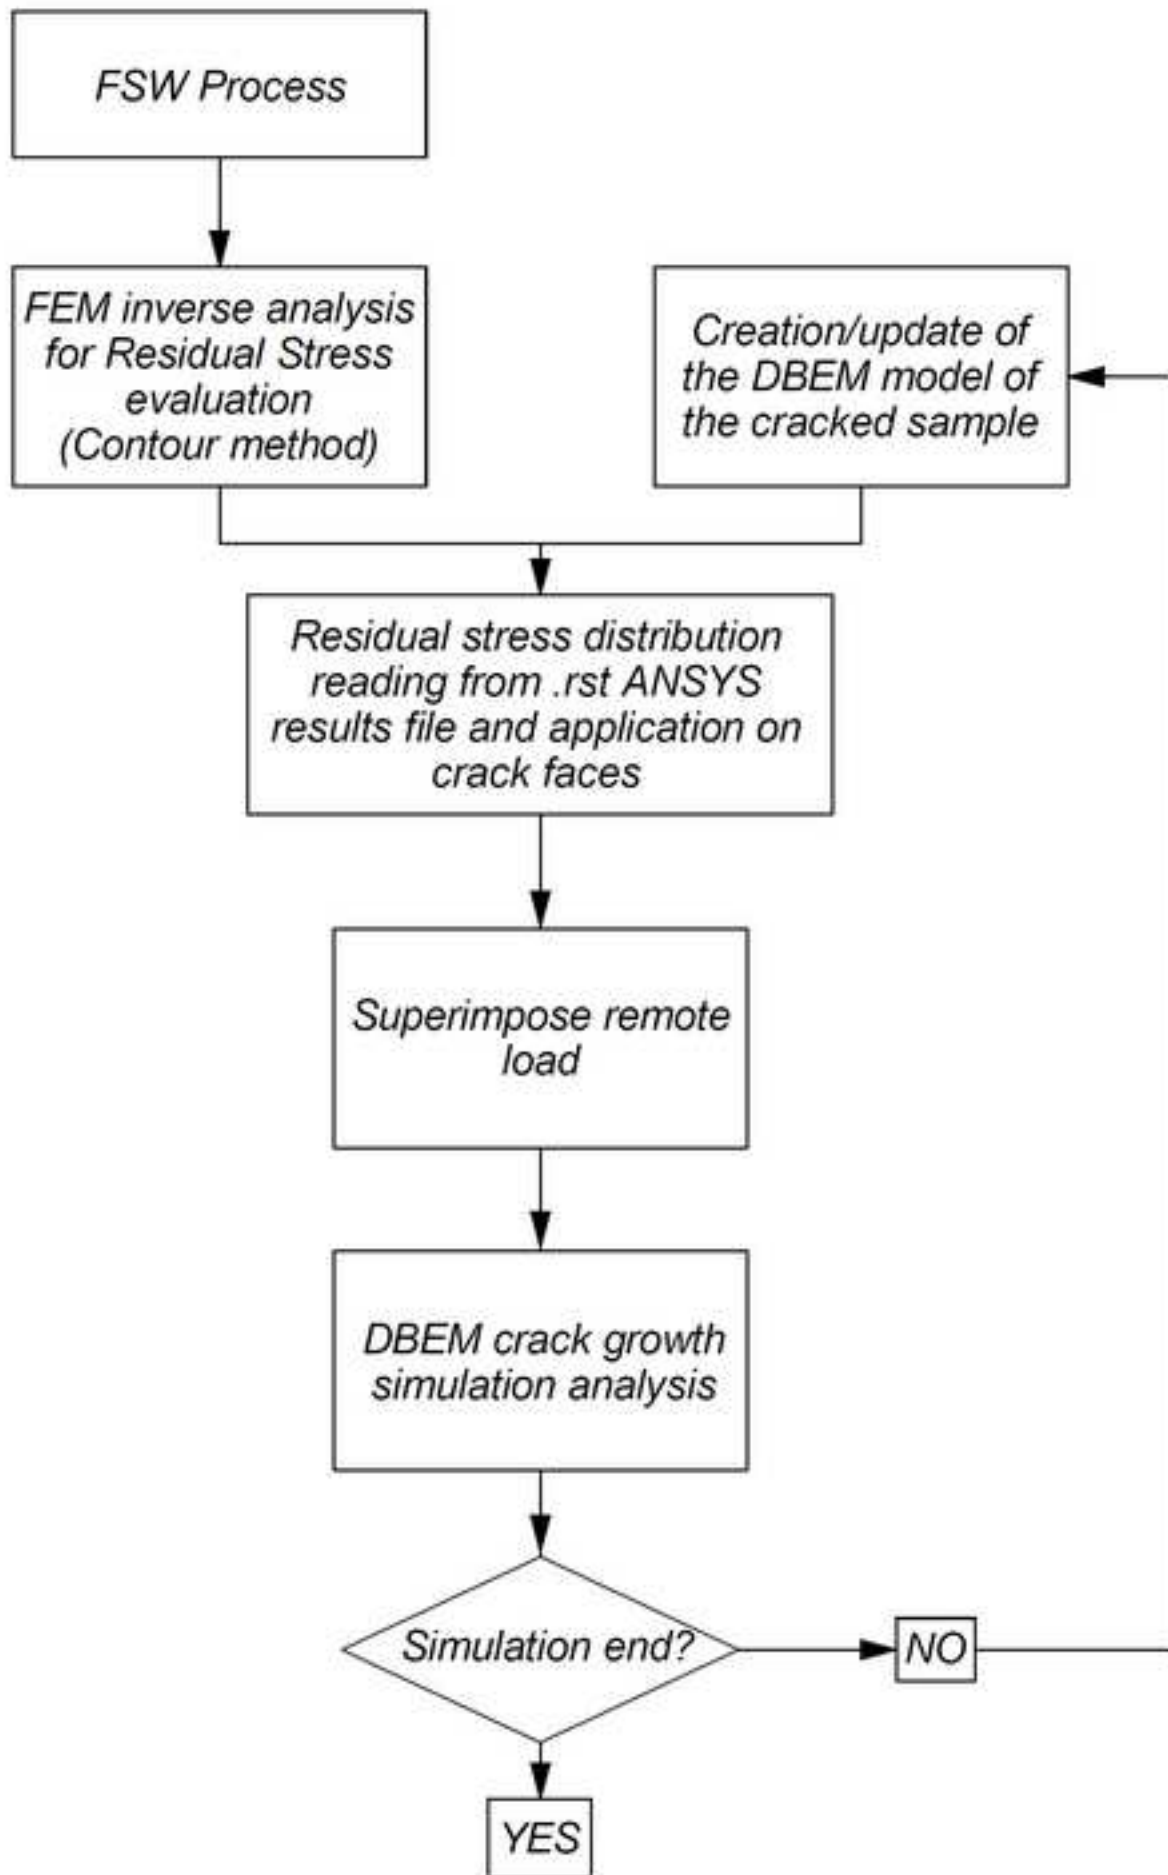 FSW Process
FEM inverse analysis
for Residual Stress
evaluation
(Contour method)
Creation/update of
the DBEM model of
the cracked sample
Residual stress distribution
reading from .rst ANSYS
results file and application on
crack faces
Superimpose remote
load
DBEM crack growth
simulation analysis
Simulation end?
NO
YES